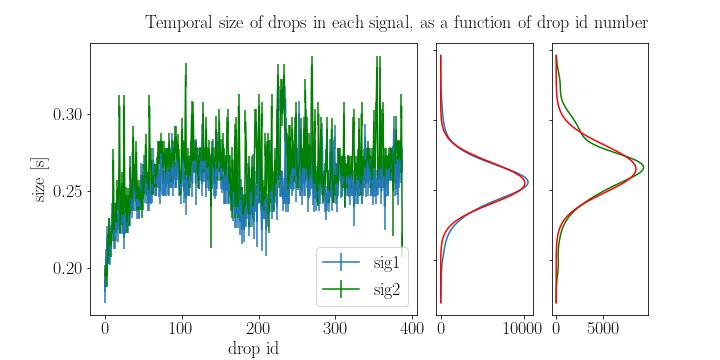 Temporal size of drops in each signal, as a function of drop id number
size [s]
0.30
0.25
0.20
sig1
sig2
0 100 200 300 400 0 10000 0 5000
drop id